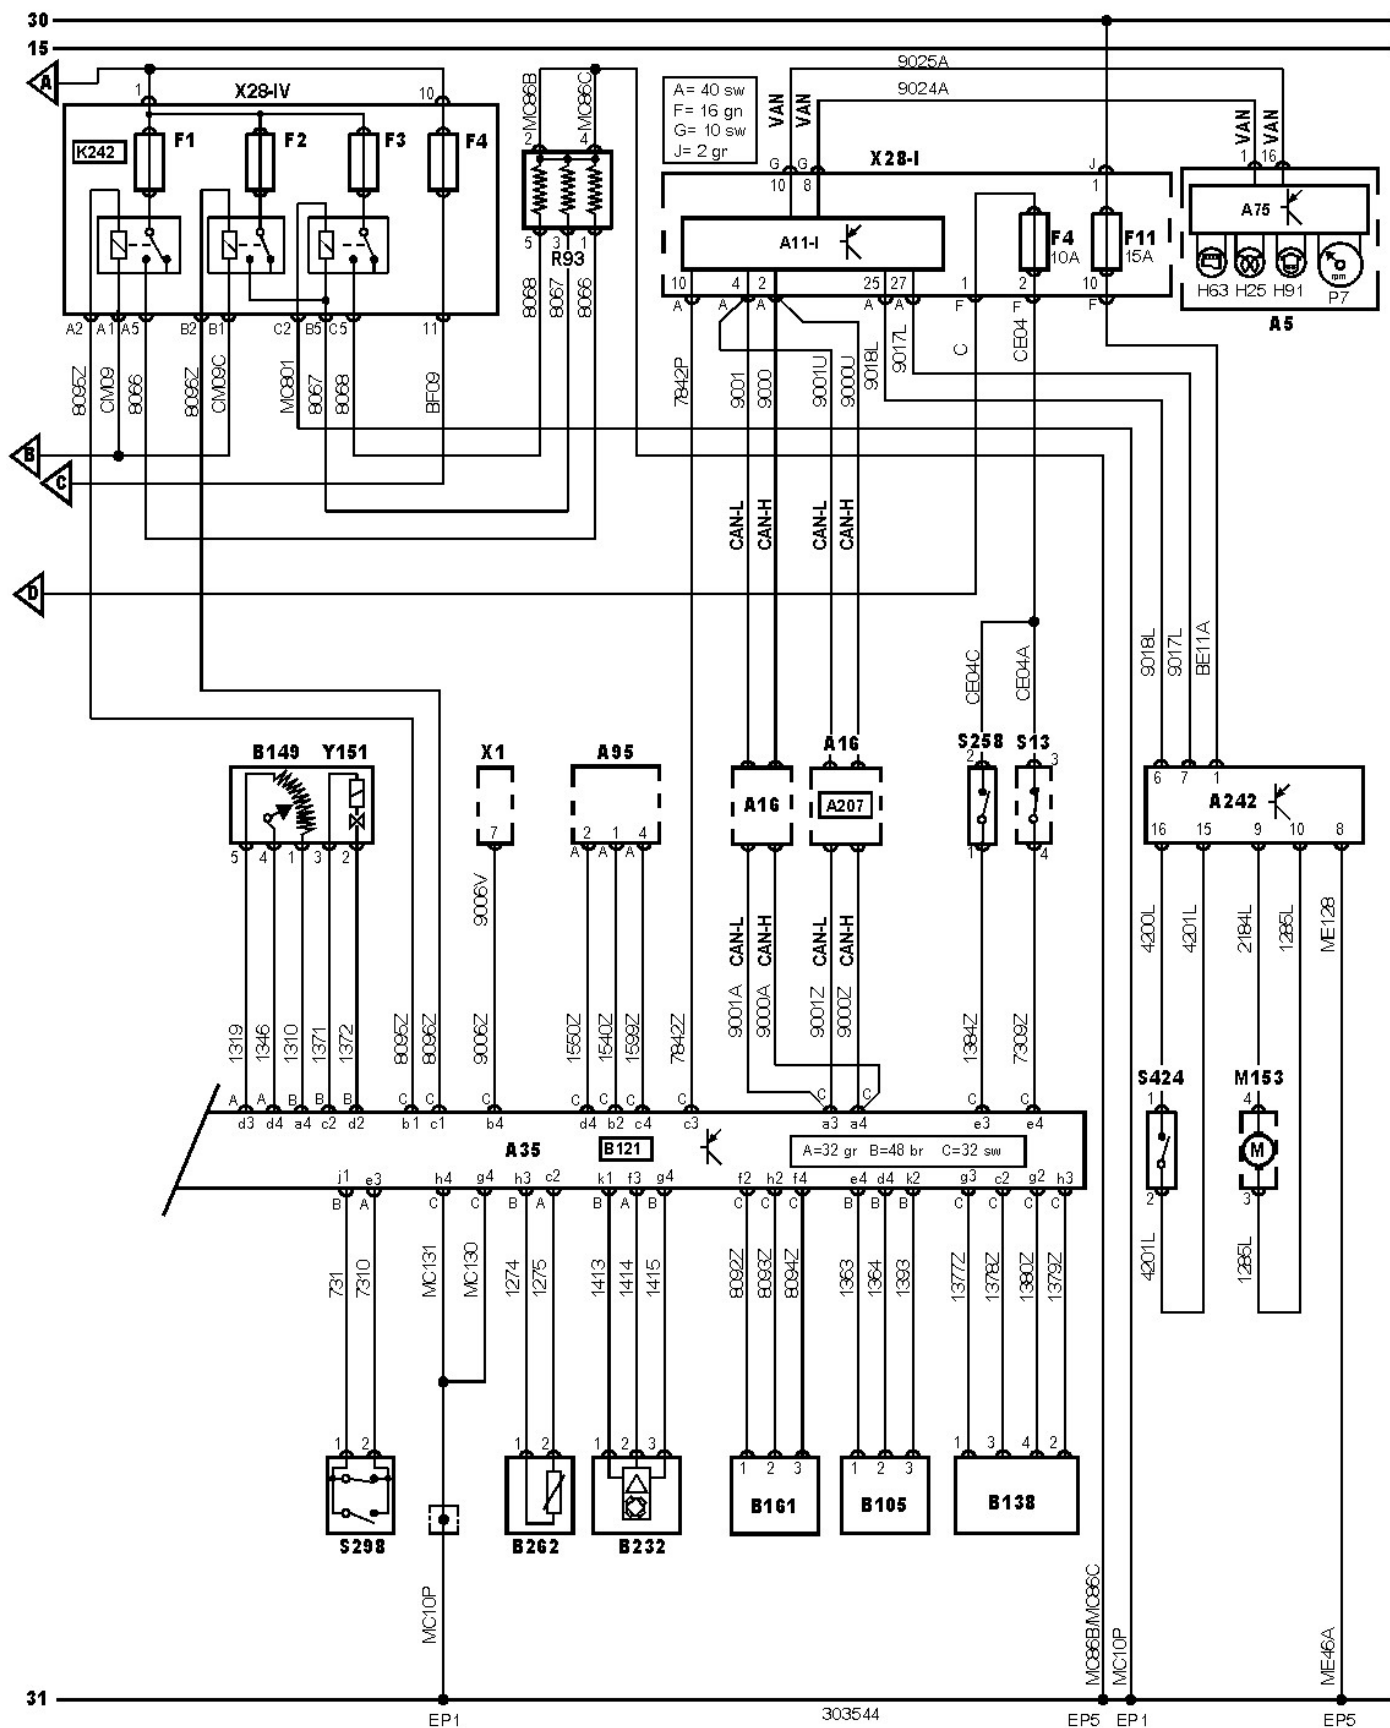 30
15
A
1
X28-IV
10
K242
F1
F2
F3
F4
A2
A1
A5
B2
B1
C2
B5
C5
11
8095Z
CM09
8066
8096Z
CM09C
MC801
8067
8068
BF09
MC86B
MC86C
2
4
5
3
1
R93
8068
8067
8066
A= 40 sw
F= 16 gn
G= 10 sw
J= 2 gr
VAN
VAN
9025A
9024A
VAN
VAN
X28-I
G
G
J
10
8
1
A11-I
F4
10A
F11
15A
10
4
2
25
27
1
2
10
A
A
A
A
F
F
F
1
16
A75
H63
H25
H91
rpm
P7
A5
7842P
9001
9000
9001U
9000U
9018L
9017L
C
CE04
B
C
CAN-L
CAN-H
CAN-L
CAN-H
D
9018L
9017L
BE11A
CE04C
CE04A
B149
Y151
X1
A95
A16
S258
S13
2
3
7
2
1
4
A16
A207
6
7
1
A242
16
15
9
10
8
5
4
1
3
2
A
A
A
1
4
9006V
CAN-L
CAN-H
CAN-L
CAN-H
4200L
4201L
2184L
1285L
ME128
1319
1346
1310
1371
1372
8095Z
8096Z
9006Z
1550Z
1540Z
1599Z
7842Z
9001A
9000A
9001Z
9000Z
1384Z
7309Z
S424
M153
1
4
M
2
3
A
A
B
B
B
C
C
C
C
C
C
C
C
C
C
C
d3
d4
a4
c2
d2
b1
c1
b4
d4
b2
c4
c3
a3
a4
e3
e4
A35
B121
A=32 gr B=48 br C=32 sw
j1
e3
h4
g4
h3
c2
k1
f3
g4
f2
h2
f4
e4
d4
k2
g3
c2
g2
h3
B
A
C
C
B
A
B
A
B
C
C
C
B
B
B
C
C
C
C
731
7310
MC131
MC130
1274
1275
1413
1414
1415
8092Z
8093Z
8094Z
1363
1364
1393
1377Z
1378Z
1380Z
1379Z
4201L
1285L
1
2
1
2
1
2
3
1
2
3
B161
1
2
3
B105
1
3
4
2
B138
S298
B262
B232
MC10P
MC86B/MC86C
MC10P
ME46A
31
EP1
303544
EP5
EP1
EP5